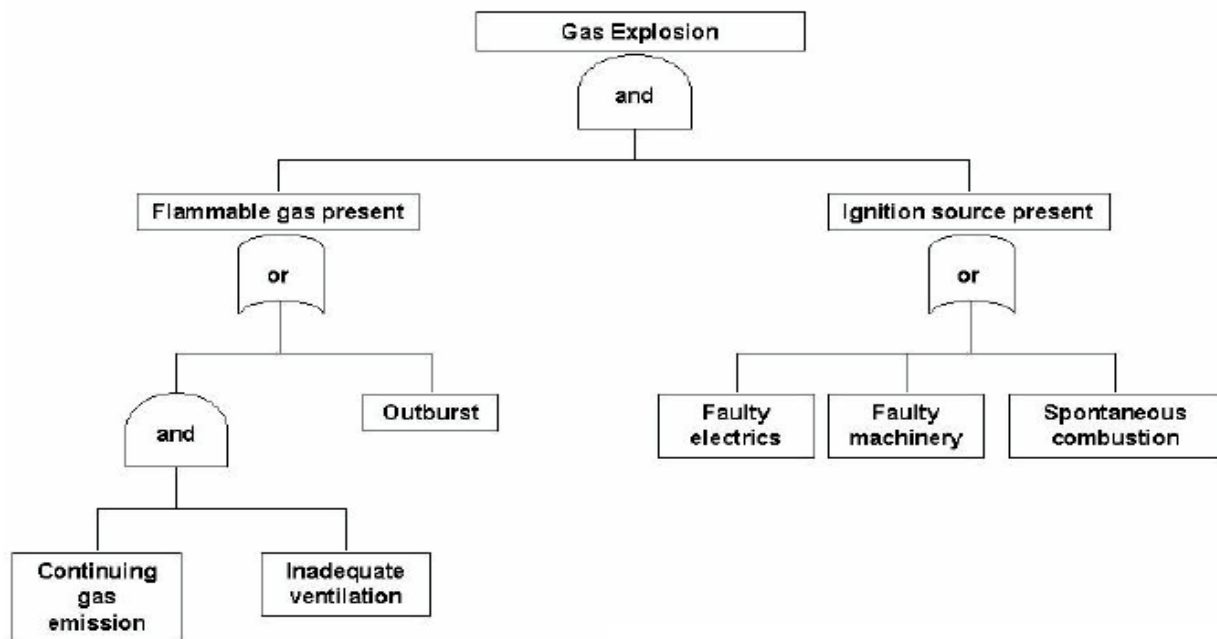 Gas Explosion
and
Flammable gas present
Ignition source present
or
or
and
Outburst
Faulty
electrics
Faulty
machinery
Spontaneous
combustion
Continuing
gas
emission
Inadequate
ventilation